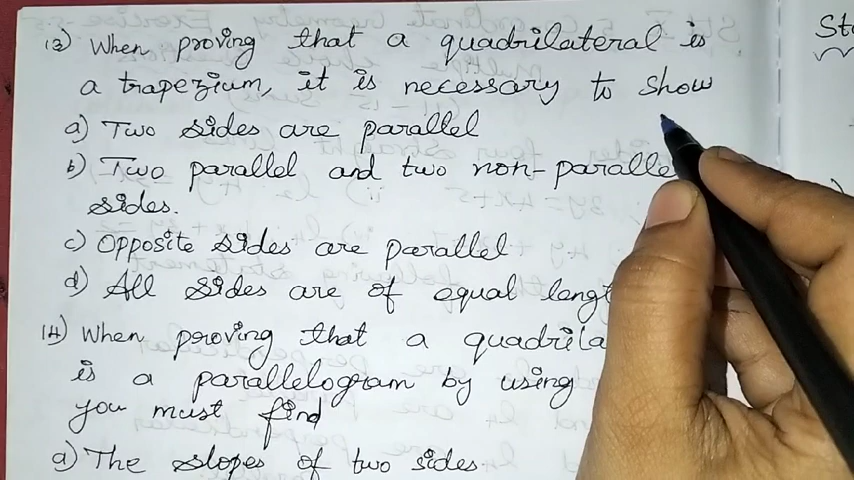 13) When proving that a quadrilateral is
a trapezium, it is necessary to show
a) Two sides are parallel
b) Two parallel and two non-paralle
sides.
c) Opposite sides are parallel
d) All sides are of equal lengt
14) When proving that a quadrila
is a parallelogram by using
you must find
a) The slopes of two sides.